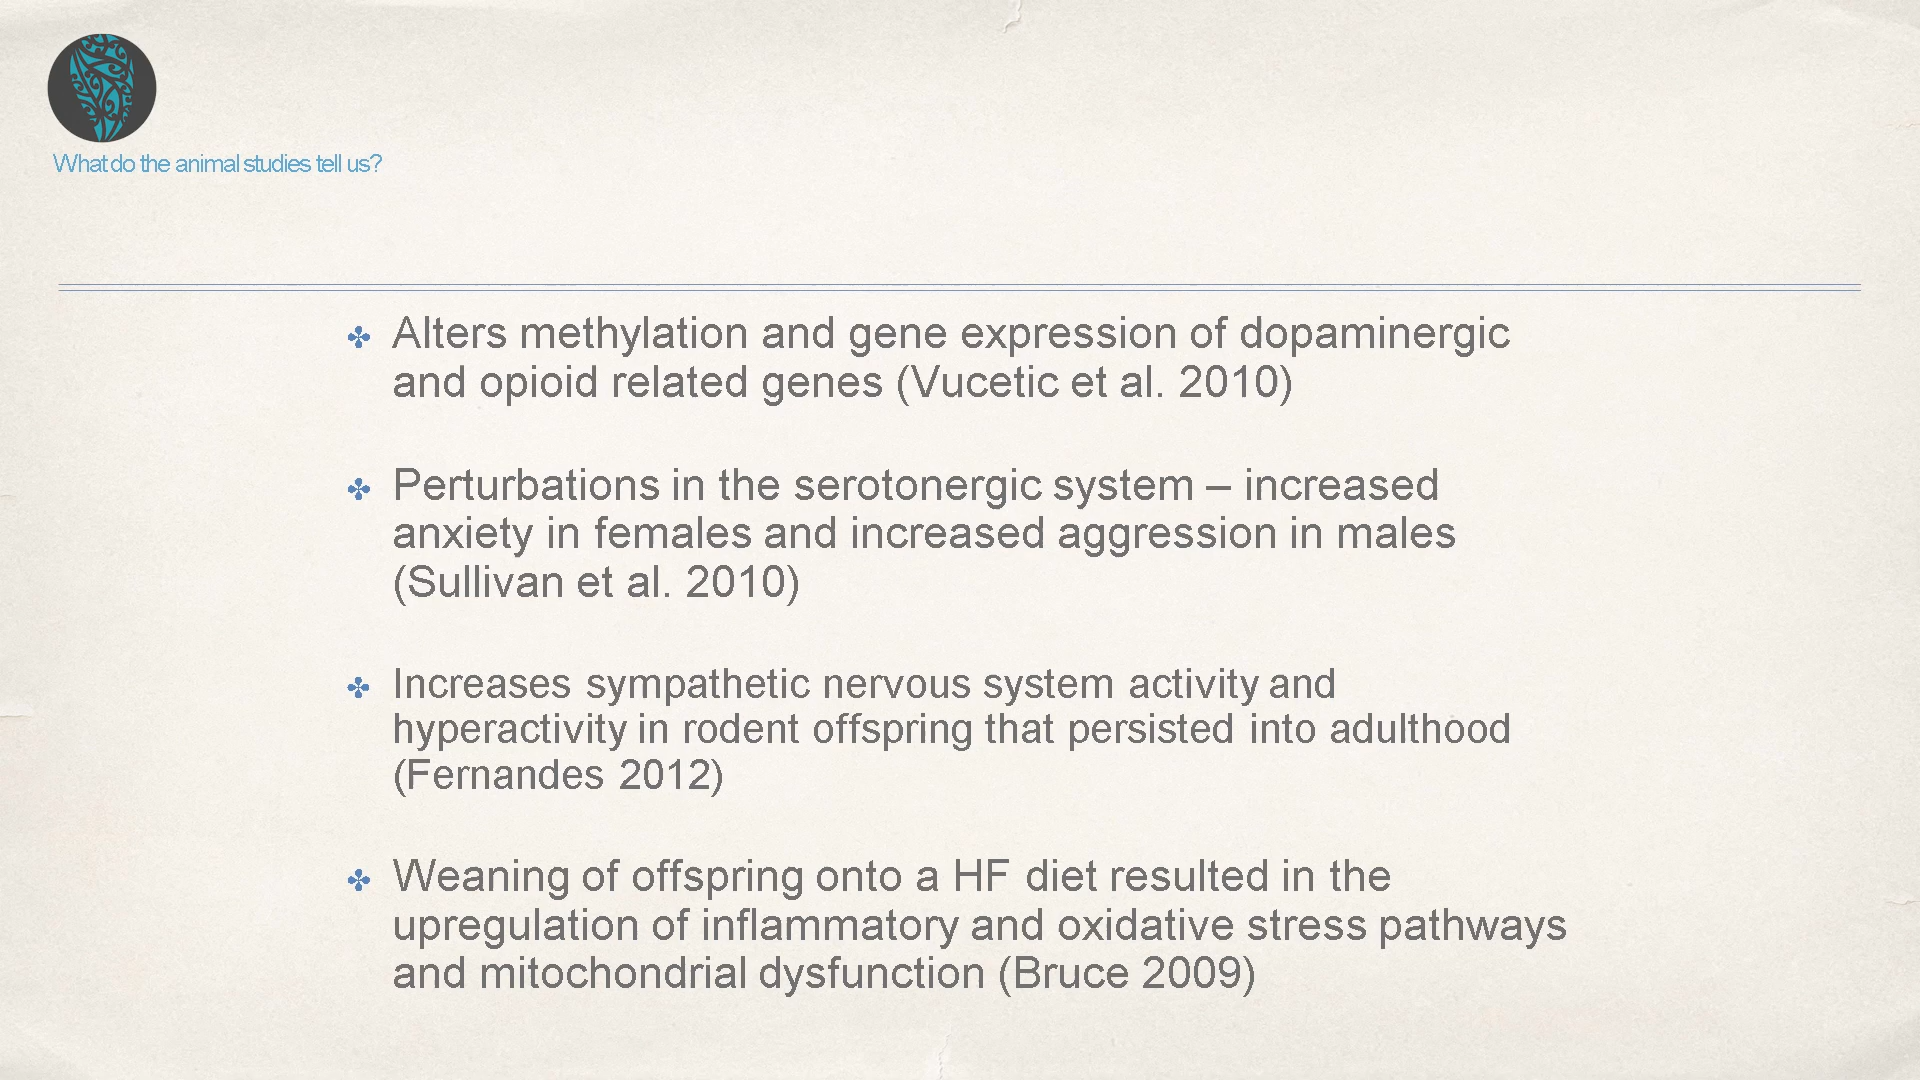 What do the animal studies tell us?
Alters methylation and gene expression of dopaminergic
and opioid related genes (Vucetic et al. 2010)
Perturbations in the serotonergic system – increased
anxiety in females and increased aggression in males
(Sullivan et al. 2010)
Increases sympathetic nervous system activity and
hyperactivity in rodent offspring that persisted into adulthood
(Fernandes 2012)
Weaning of offspring onto a HF diet resulted in the
upregulation of inflammatory and oxidative stress pathways
and mitochondrial dysfunction (Bruce 2009)